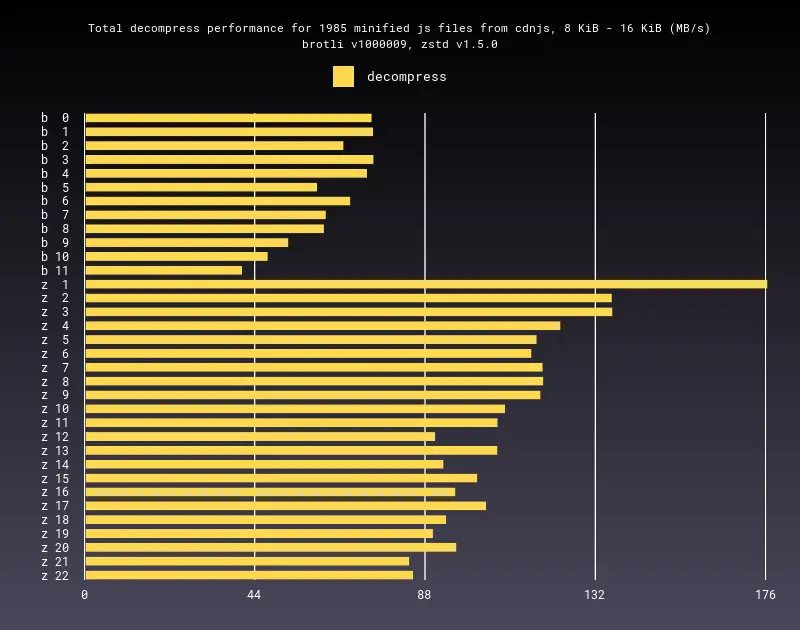 Total decompress performance for 1985 minified js files from cdnjs, 8 KiB - 16 KiB (MB/s)
brotli v1000009, zstd v1.5.0
decompress
b 0
b 1
b 2
b 3
b 4
b 5
b 6
b 7
b 8
b 9
b 10
b 11
z 1
z 2
z 3
z 4
z 5
z 6
z 7
z 8
z 9
z 10
z 11
z 12
z 13
z 14
z 15
z 16
z 17
z 18
z 19
z 20
z 21
z 22
0 44 88 132 176